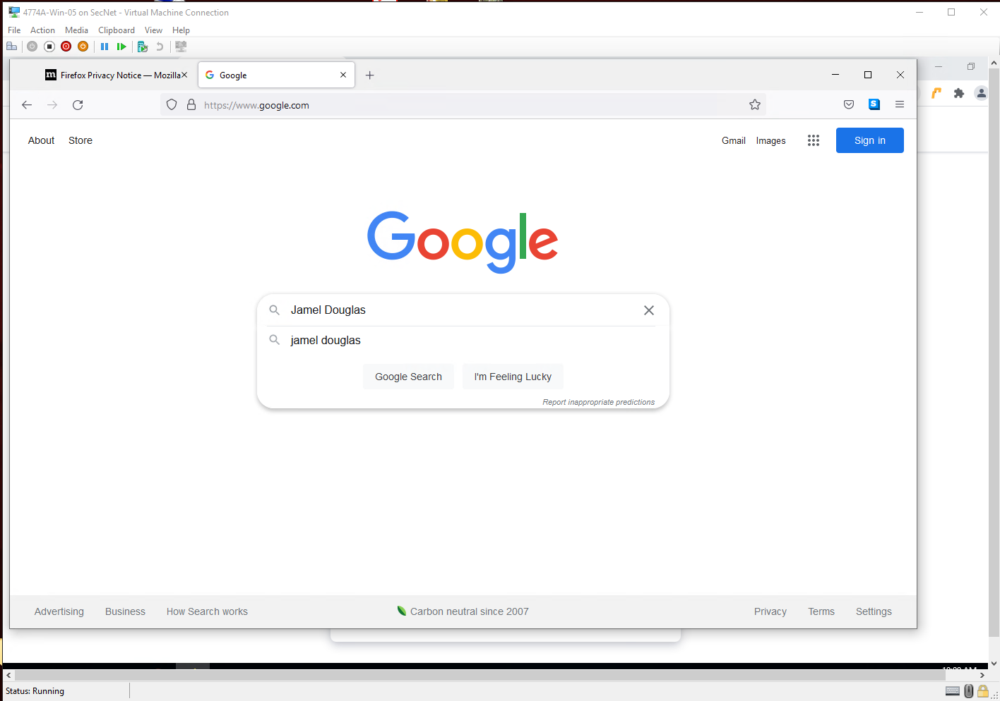 4774A-Win-05 on SecNet - Virtual Machine Connection
File Action Media Clipboard View Help
Firefox Privacy Notice — Mozilla
Google
https://www.google.com
About Store
Gmail Images
Sign in
Google
Jamel Douglas
jamel douglas
Google Search
I'm Feeling Lucky
Report inappropriate predictions
Advertising Business How Search works
Carbon neutral since 2007
Privacy Terms Settings
Status: Running